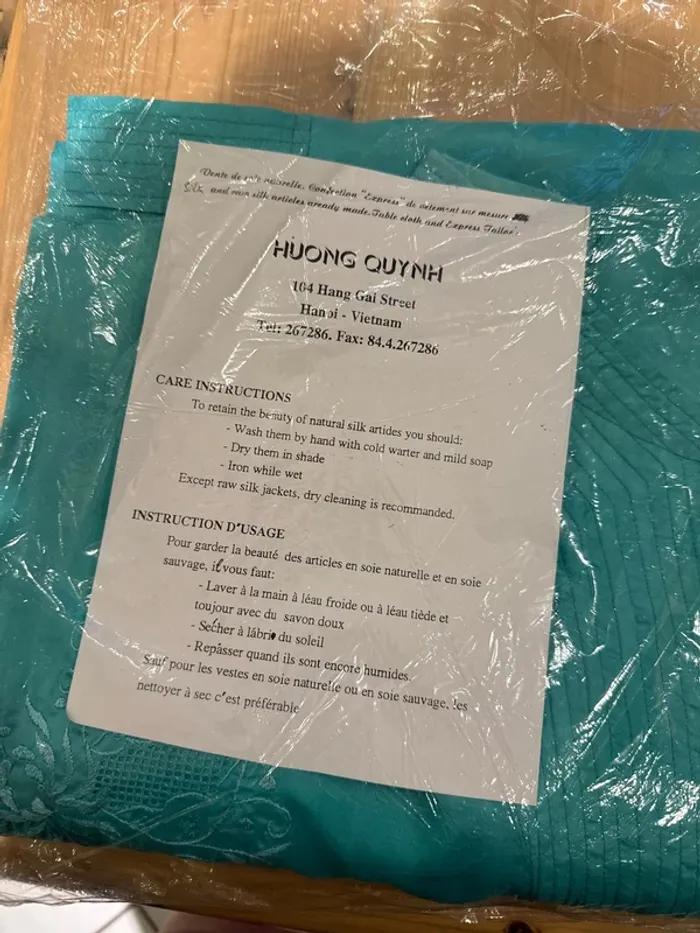 Vente de soie naturelle. Confection "Express" de vetement sur mesure
Silk, and raw silk articles aready made. Table cloth and Express Tailor.
HUONG QUYNH
104 Hang Gai Street
Hanoi - Vietnam
Tel: 267286. Fax: 84.4.267286
CARE INSTRUCTIONS
To retain the beauty of natural silk artides you should:
- Wash them by hand with cold warter and mild soap
- Dry them in shade
- Iron while wet
Except raw silk jackets, dry cleaning is recommanded.
INSTRUCTION D'USAGE
Pour garder la beauté des articles en soie naturelle et en soie
sauvage, il vous faut:
- Laver à la main à léau froide ou à léau tiède et
toujour avec du savon doux
- Sécher à lábri du soleil
- Repásser quand ils sont encore humides.
Sauf pour les vestes en soie naturelle ou en soie sauvage, les
nettoyer à sec c'est préférable